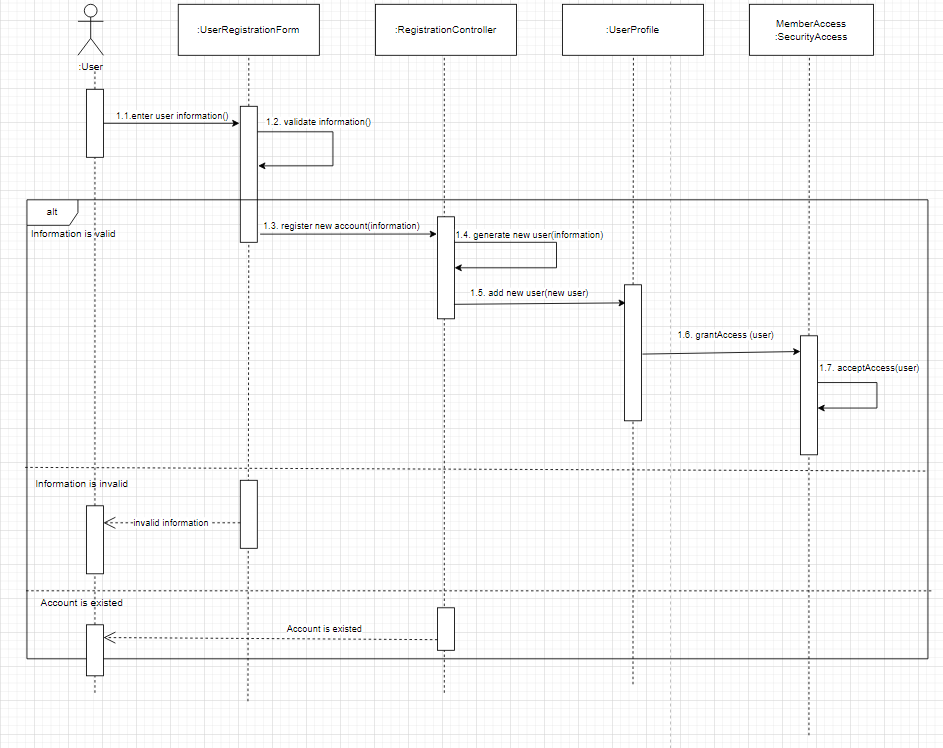 :User
:UserRegistrationForm
:RegistrationController
:UserProfile
MemberAccess
:SecurityAccess
1.1.enter user information()
1.2. validate information()
alt
Information is valid
1.3. register new account(information)
1.4. generate new user(information)
1.5. add new user(new user)
1.6. grantAccess (user)
1.7. acceptAccess(user)
Information is invalid
invalid information
Account is existed
Account is existed